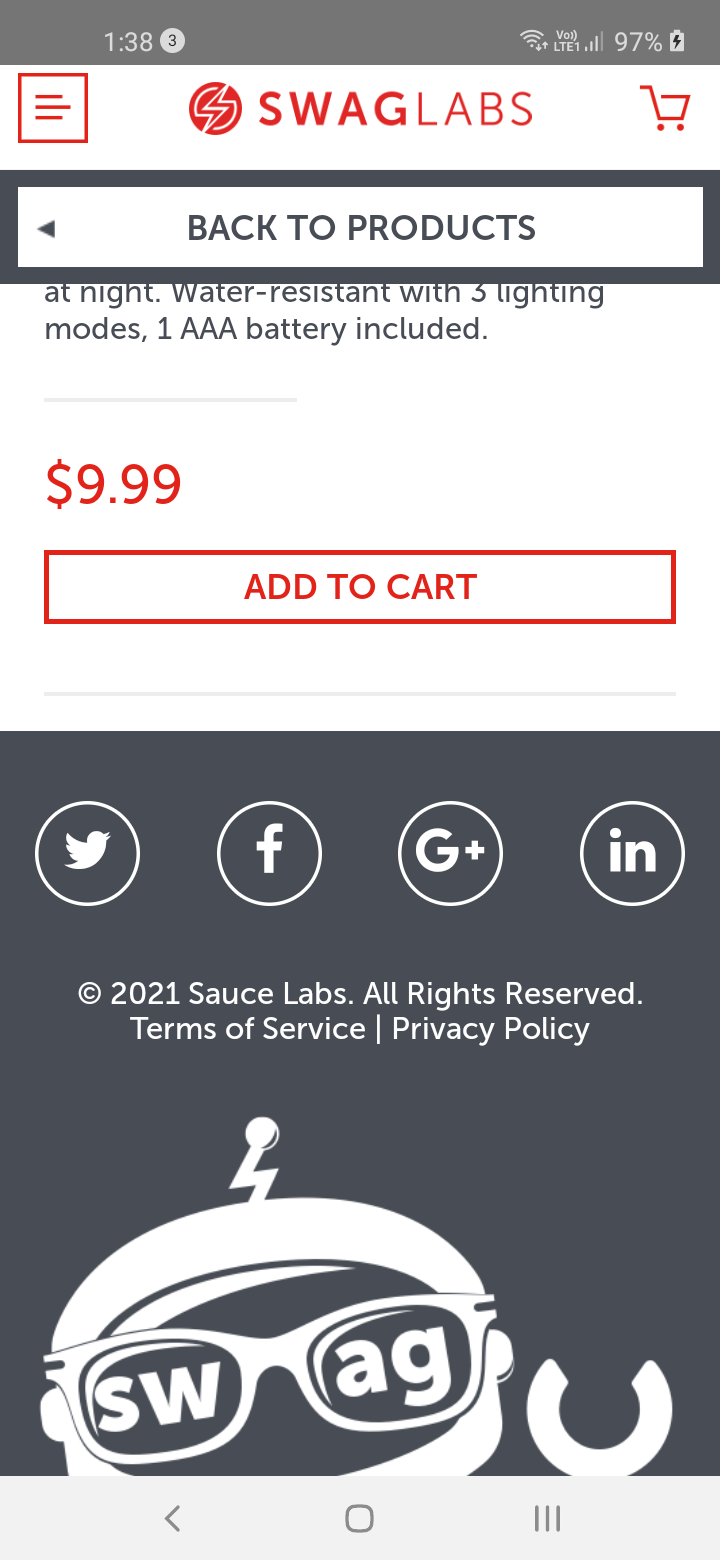 1:38 3 Vo)) LTE1 97%
SWAGLABS
BACK TO PRODUCTS
at night. Water-resistant with 3 lighting
modes, 1 AAA battery included.
$9.99
ADD TO CART
f G+ in
© 2021 Sauce Labs. All Rights Reserved.
Terms of Service | Privacy Policy
swag